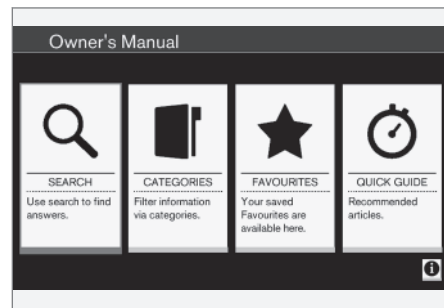 Owner's Manual
SEARCH
Use search to find
answers.
CATEGORIES
Filter information
via categories.
FAVOURITES
Your saved
Favourites are
available here.
QUICK GUIDE
Recommended
articles.